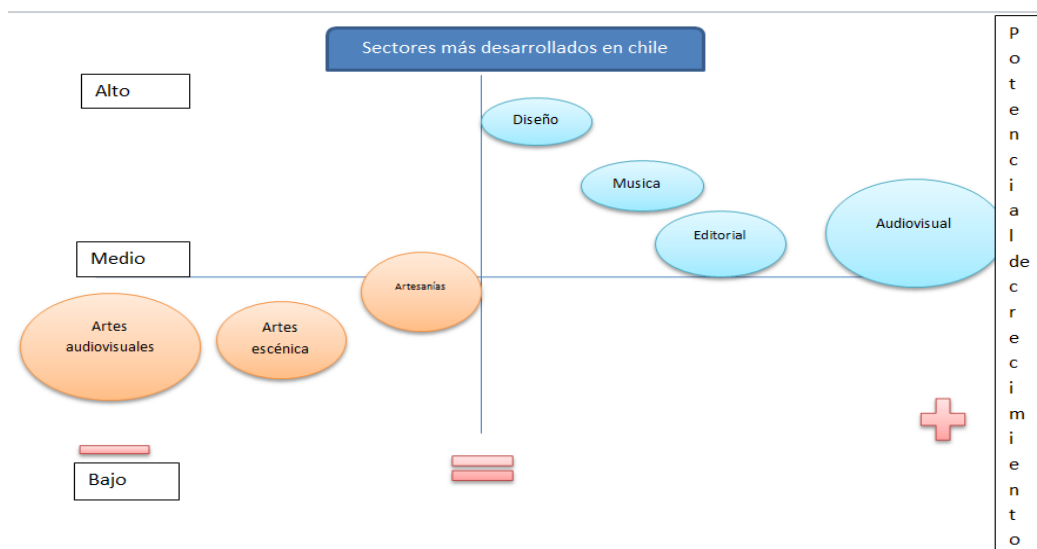 Sectores más desarrollados en chile
Alto
Diseño
Musica
Editorial
Audiovisual
Medio
Artesanías
Artes
audiovisuales
Artes
escénica
Bajo
P
o
t
e
n
c
i
a
l
de
c
r
e
c
i
m
i
e
n
t
o